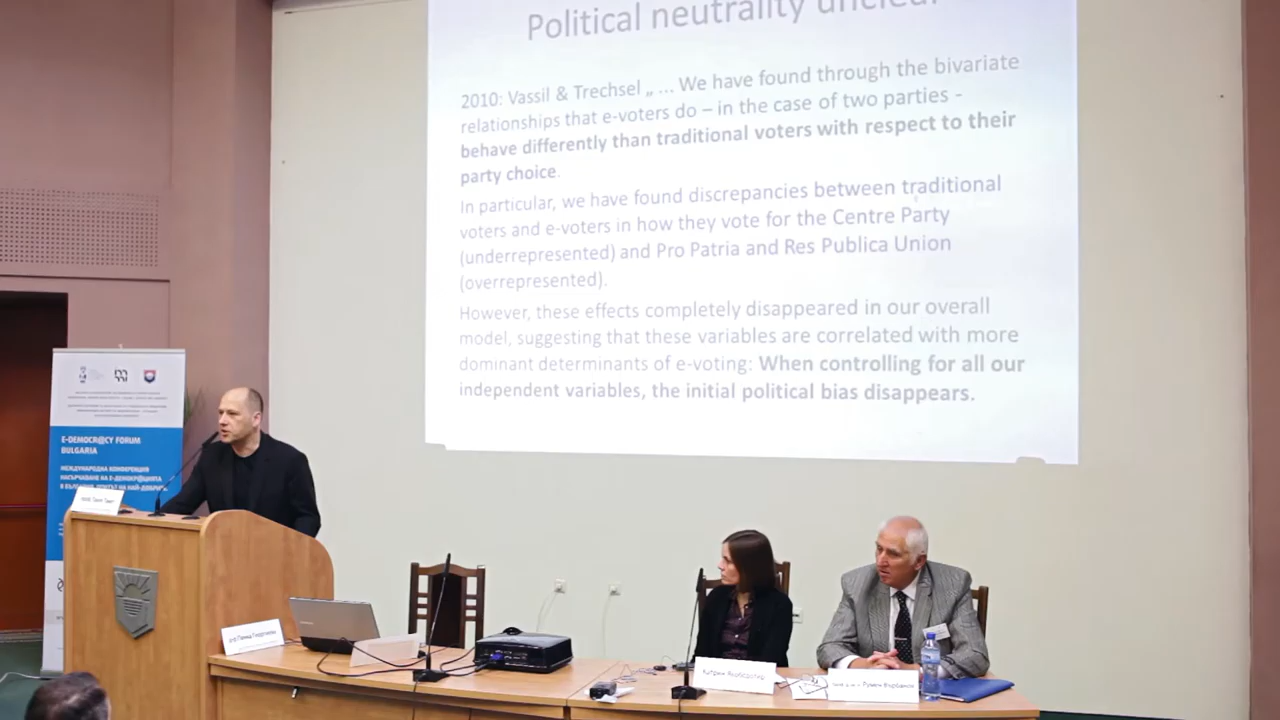 Political neutrality
2010: Vassil & Trechsel „ ... We have found through the bivariate
relationships that e-voters do – in the case of two parties -
behave differently than traditional voters with respect to their
party choice.
In particular, we have found discrepancies between traditional
voters and e-voters in how they vote for the Centre Party
(underrepresented) and Pro Patria and Res Publica Union
(overrepresented).
However, these effects completely disappeared in our overall
model, suggesting that these variables are correlated with more
dominant determinants of e-voting: When controlling for all our
independent variables, the initial political bias disappears.
E-DEMOCR@CY FORUM
BULGARIA
МЕЖДУНАРОДНА КОНФЕРЕНЦИЯ
НАСЪРЧАВАНЕ НА Е-ДЕМОКР@ЦИЯТА
В БЪЛГАРИЯ